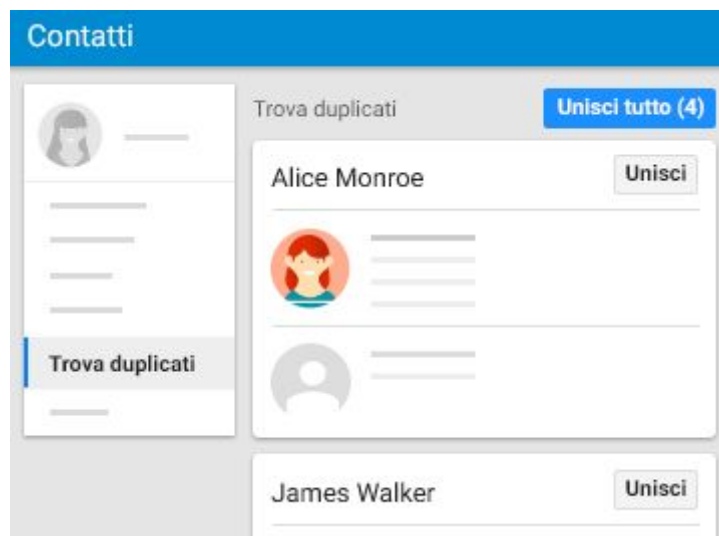 Contatti
Trova duplicati
Unisci tutto (4)
Alice Monroe
Unisci
Trova duplicati
James Walker
Unisci